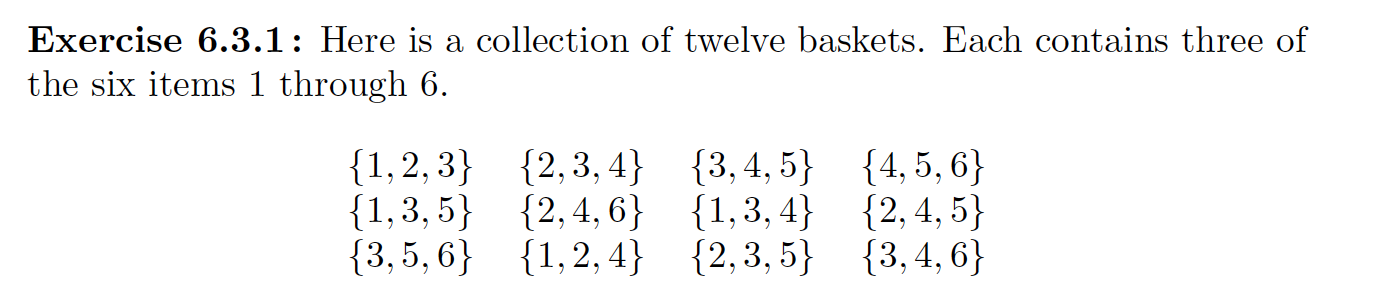 Exercise 6.3.1: Here is a collection of twelve baskets. Each contains three of
the six items 1 through 6.
{1, 2, 3} {2, 3, 4} {3, 4, 5} {4, 5, 6}
{1, 3, 5} {2, 4, 6} {1, 3, 4} {2, 4, 5}
{3, 5, 6} {1, 2, 4} {2, 3, 5} {3, 4, 6}